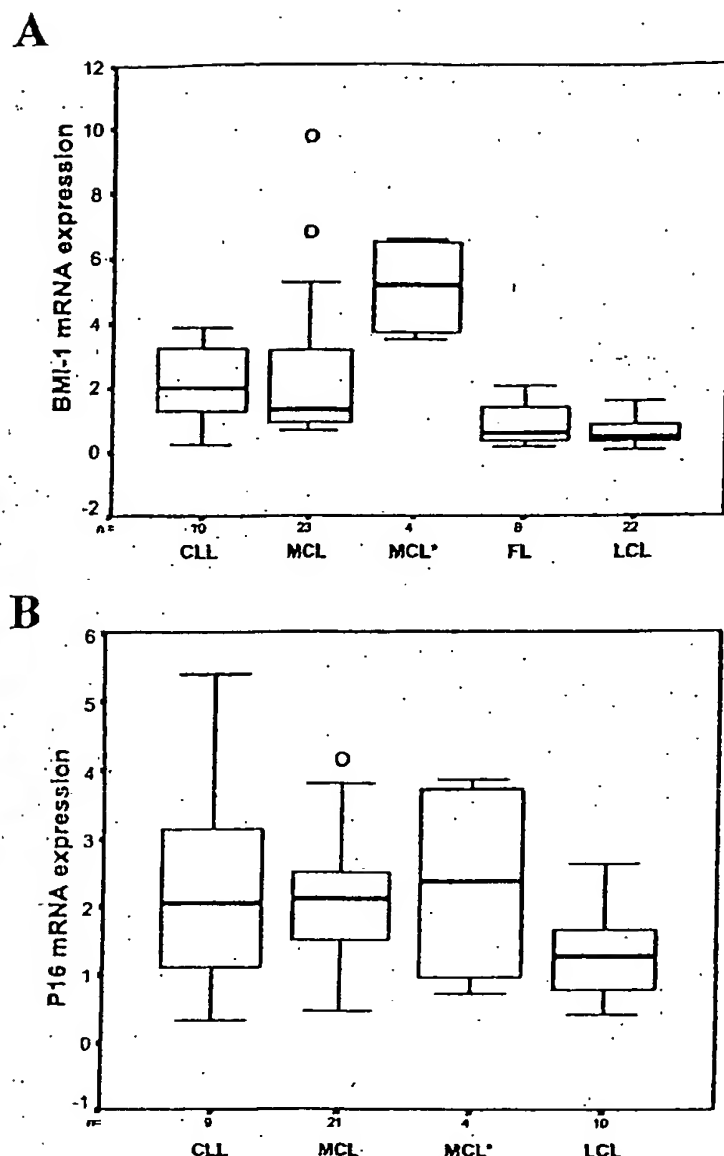 A
BMI-1 mRNA expression
12
10
8
6
4
2
0
-2
n= 10 23 4 8 22
CLL MCL MCL* FL LCL
B
P16 mRNA expression
6
5
4
3
2
1
0
-1
n= 9 21 4 10
CLL MCL MCL* LCL